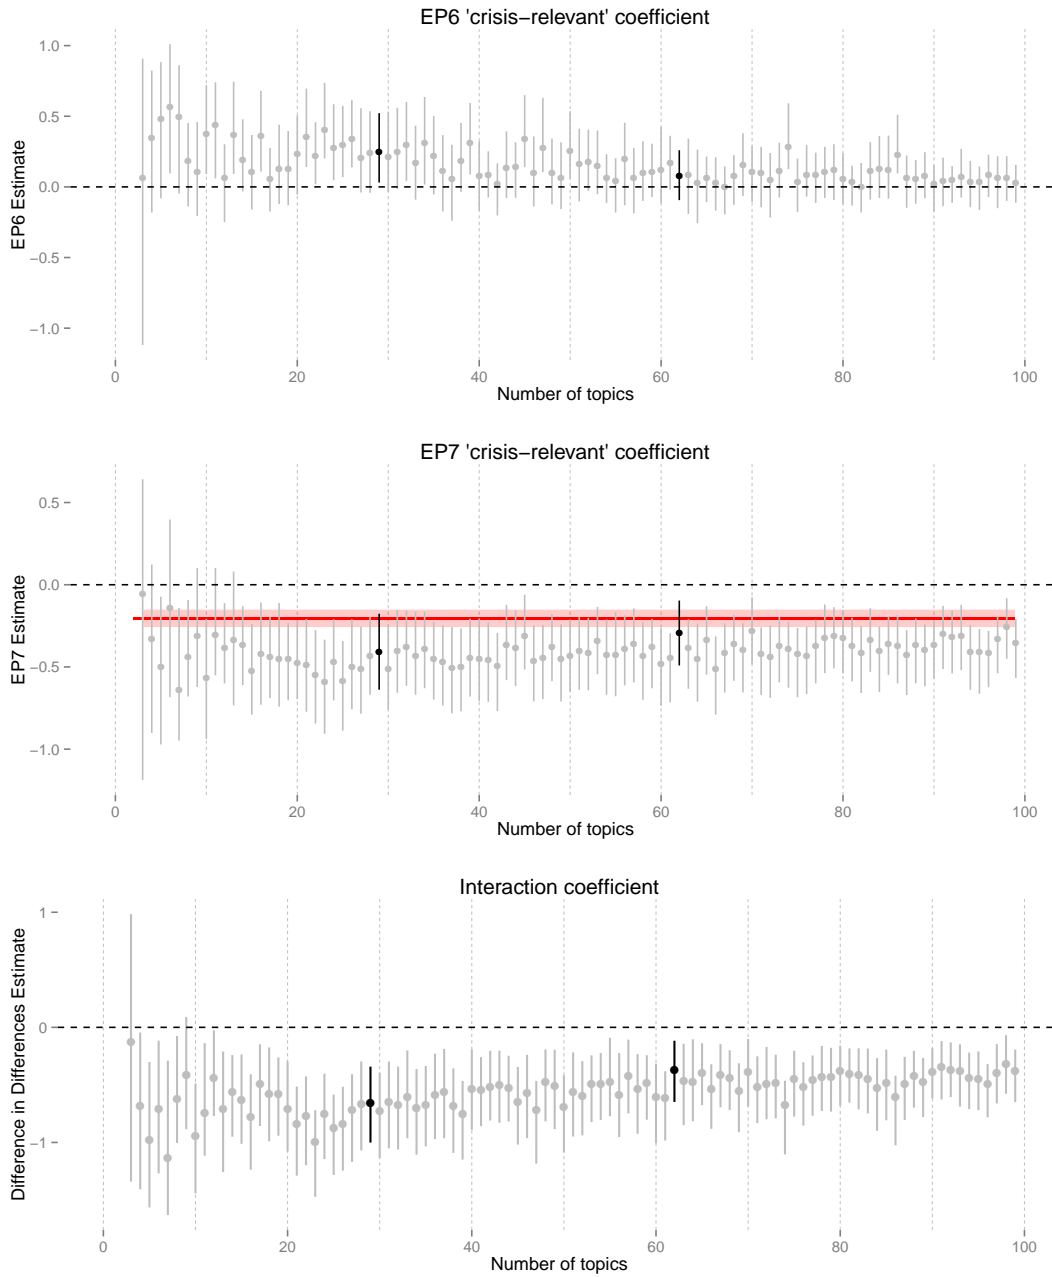 EP6 'crisis−relevant' coefficient
EP6 Estimate
1.0
0.5
0.0
−0.5
−1.0
0 20 40 60 80 100
Number of topics
EP7 'crisis−relevant' coefficient
EP7 Estimate
0.5
0.0
−0.5
−1.0
0 20 40 60 80 100
Number of topics
Interaction coefficient
Difference in Differences Estimate
1
0
−1
0 20 40 60 80 100
Number of topics